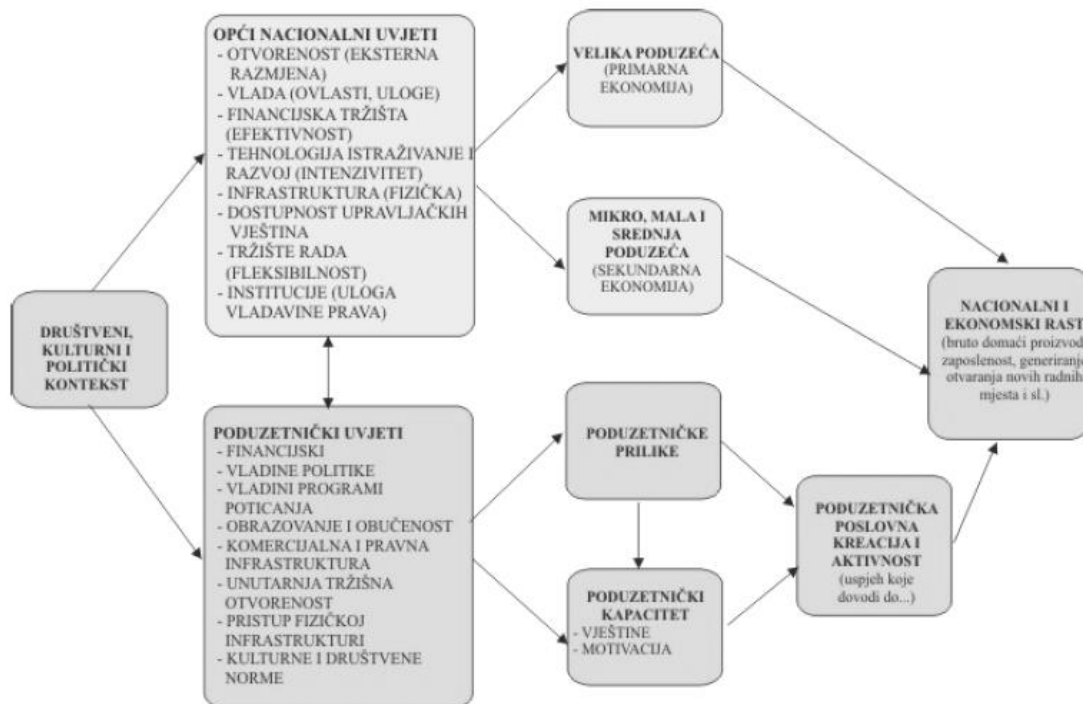 OPĆI NACIONALNI UVJETI
- OTVORENOST (EKSTERNA
RAZMJENA)
- VLADA (OVLASTI, ULOGE)
- FINANCIJSKA TRŽIŠTA
(EFEKTIVNOST)
- TEHNOLOGIJA ISTRAŽIVANJE I
RAZVOJ (INTENZIVITET)
- INFRASTRUKTURA (FIZIČKA)
- DOSTUPNOST UPRAVLJAČKIH
VJEŠTINA
- TRŽIŠTE RADA
(FLEKSIBILNOST)
- INSTITUCIJE (ULOGA
VLADAVINE PRAVA)
VELIKA PODUZEĆA
(PRIMARNA
EKONOMIJA)
MIKRO, MALA I
SREDNJA
PODUZEĆA
(SEKUNDARNA
EKONOMIJA)
DRUŠTVENI,
KULTURNI I
POLITIČKI
KONTEKST
NACIONALNI I
EKONOMSKI RAST
(bruto domaći proizvod,
zaposlenost, generiranje
otvaranja novih radnih
mjesta i sl.)
PODUZETNIČKI UVJETI
- FINANCIJSKI
- VLADINE POLITIKE
- VLADINI PROGRAMI
POTICANJA
- OBRAZOVANJE I OBUČENOST
- KOMERCIJALNA I PRAVNA
INFRASTRUKTURA
- UNUTARNJA TRŽIŠNA
OTVORENOST
- PRISTUP FIZIČKOJ
INFRASTRUKTURI
- KULTURNE I DRUŠTVENE
NORME
PODUZETNIČKE
PRILIKE
PODUZETNIČKI
KAPACITET
- VJEŠTINE
- MOTIVACIJA
PODUZETNIČKA
POSLOVNA
KREACIJA I
AKTIVNOST
(uspjeh koje
dovodi do...)